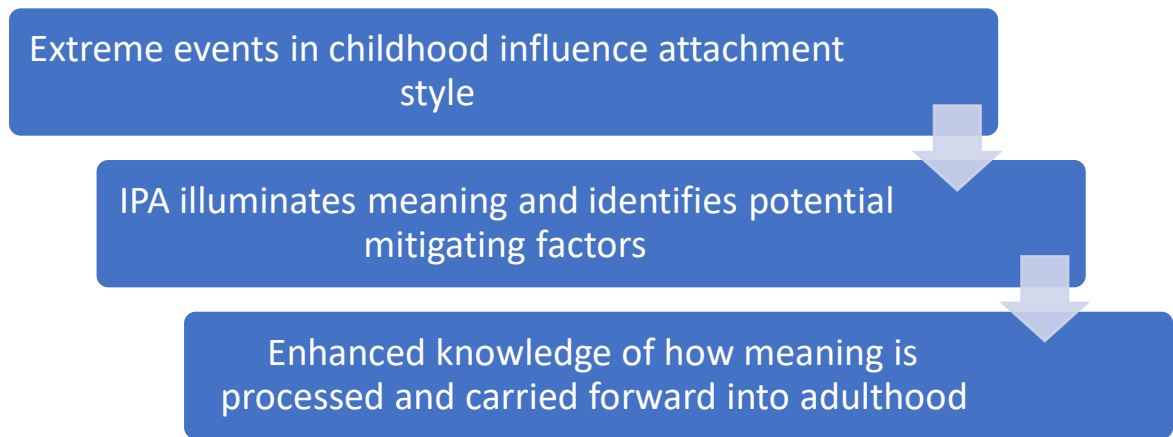 Extreme events in childhood influence attachment
style
IPA illuminates meaning and identifies potential
mitigating factors
Enhanced knowledge of how meaning is
processed and carried forward into adulthood